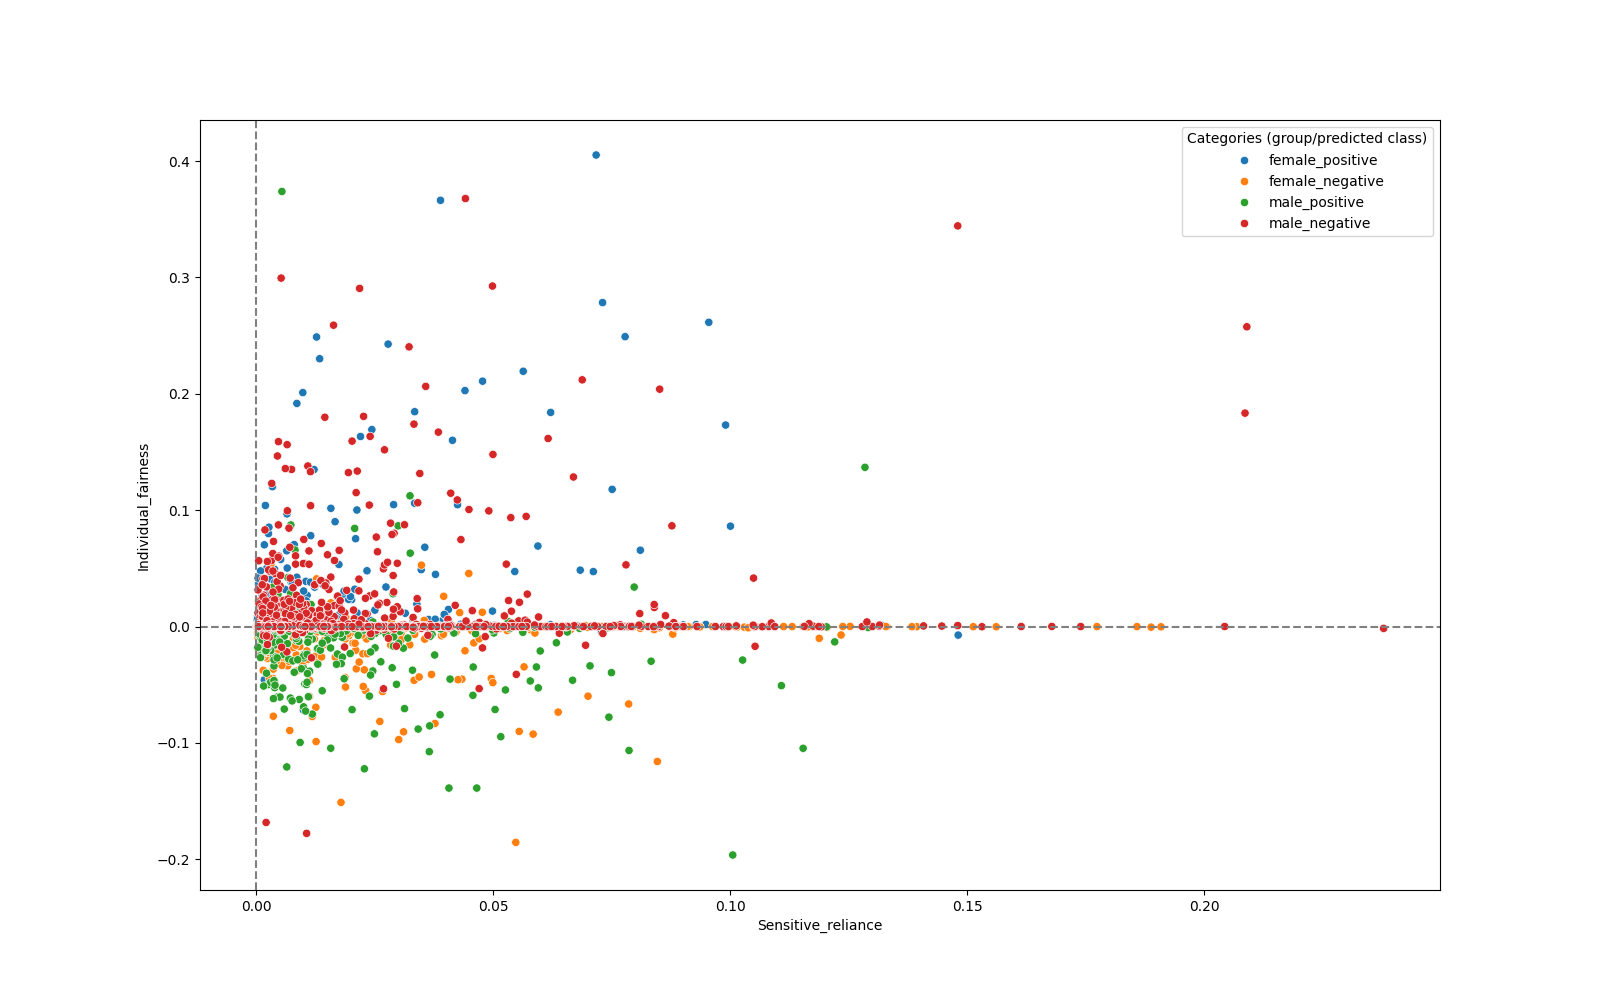 Categories (group/predicted class)
female_positive
female_negative
male_positive
male_negative
0.4
0.3
0.2
0.1
0.0
−0.1
−0.2
Individual_fairness
0.00
0.05
0.10
0.15
0.20
Sensitive_reliance